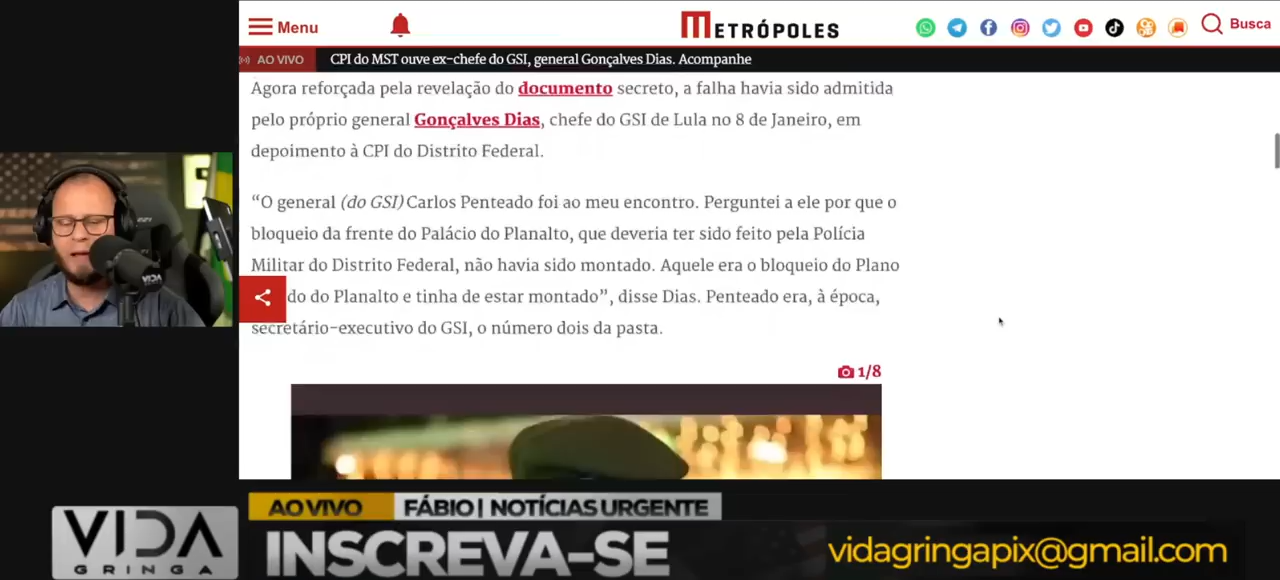 Menu
METRÓPOLES
Busca
AO VIVO
CPI do MST ouve ex-chefe do GSI, general Gonçalves Dias. Acompanhe
Agora reforçada pela revelação do documento secreto, a falha havia sido admitida
pelo próprio general Gonçalves Dias, chefe do GSI de Lula no 8 de Janeiro, em
depoimento à CPI do Distrito Federal.
“O general (do GSI) Carlos Penteado foi ao meu encontro. Perguntei a ele por que o
bloqueio da frente do Palácio do Planalto, que deveria ter sido feito pela Polícia
Militar do Distrito Federal, não havia sido montado. Aquele era o bloqueio do Plano
do do Planalto e tinha de estar montado”, disse Dias. Penteado era, à época,
secretário-executivo do GSI, o número dois da pasta.
1/8
AO VIVO
FÁBIO | NOTÍCIAS URGENTE
VIDA
GRINGA
INSCREVA-SE
vidagringapix@gmail.com